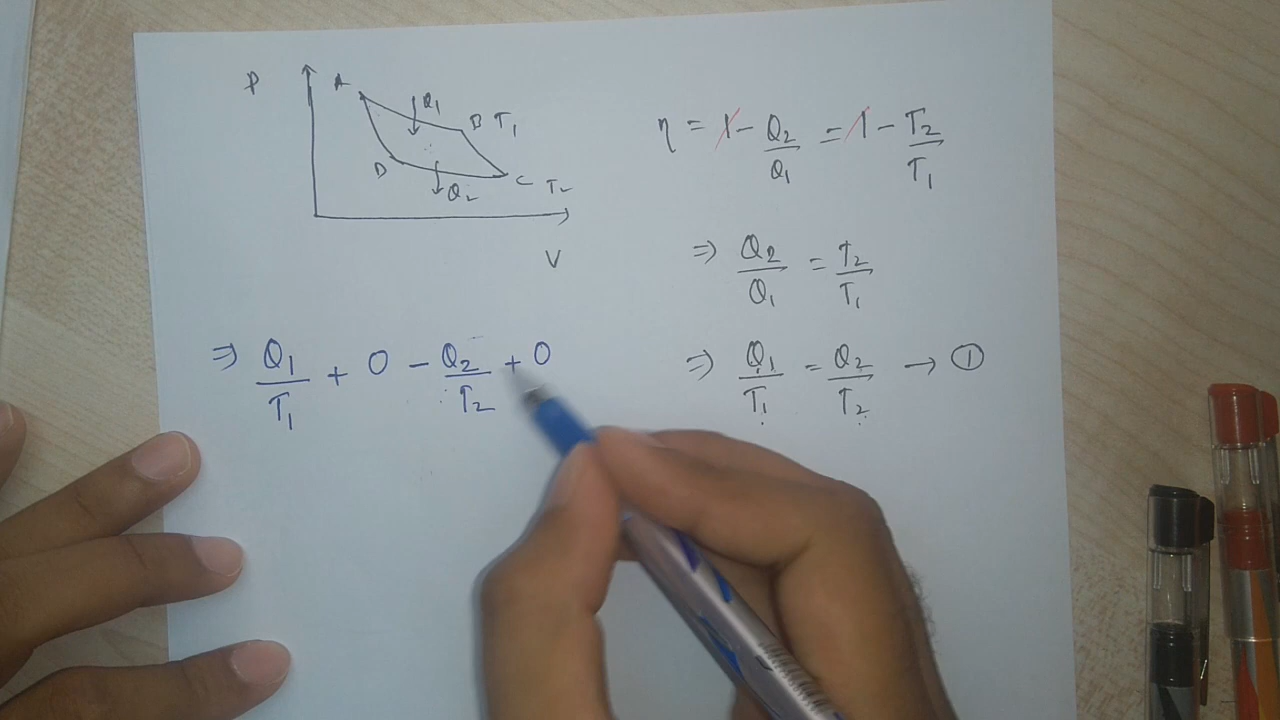 P
A
Q₁
B T₁
D
Q₂
C T₂
V
η = 1 - Q₂/Q₁ = 1 - T₂/T₁
⇒ Q₂/Q₁ = T₂/T₁
⇒ Q₁/T₁ + 0 - Q₂/T₂ + 0
⇒ Q₁/T₁ = Q₂/T₂ → ①